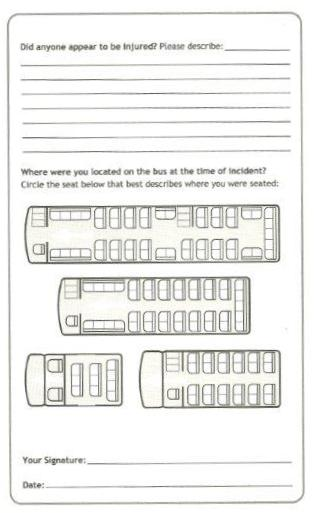 Did anyone appear to be injured? Please describe:
Where were you located on the bus at the time of incident?
Circle the seat below that best describes where you were seated:
Your Signature:
Date: